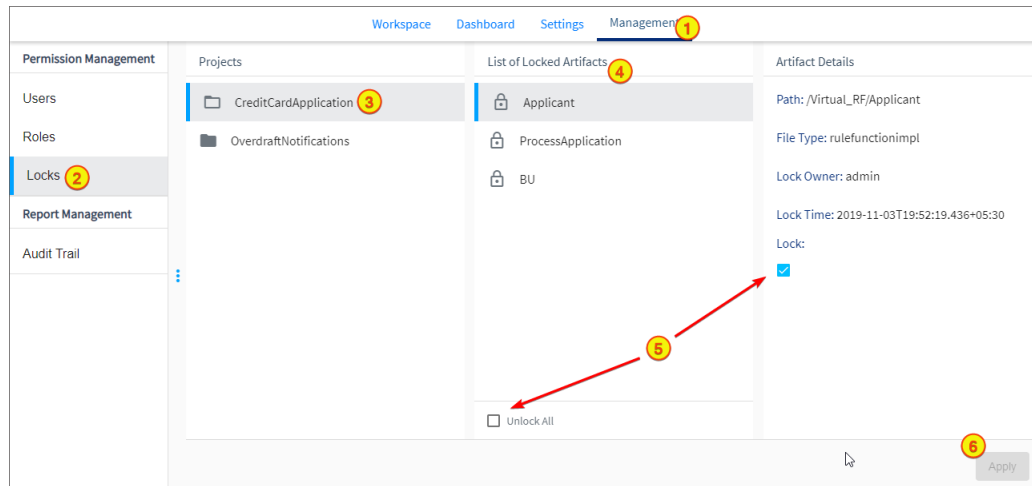 Workspace Dashboard Settings Management 1
Permission Management
Projects
List of Locked Artifacts 4
Artifact Details
Users
CreditCardApplication 3
Applicant
Path: /Virtual_RF/Applicant
Roles
OverdraftNotifications
ProcessApplication
File Type: rulefunctionimpl
Locks 2
BU
Lock Owner: admin
Report Management
Lock Time: 2019-11-03T19:52:19.436+05:30
Audit Trail
Lock:
5
Unlock All
6
Apply